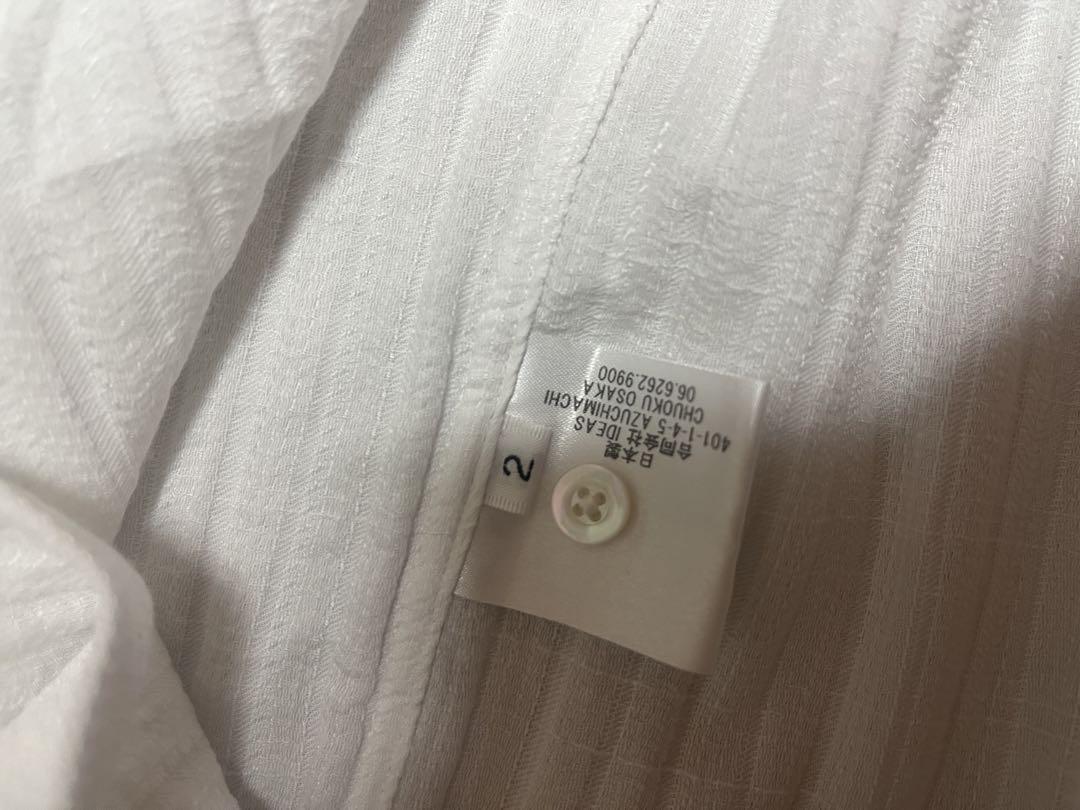 日本製
合同会社 IDEAS
401-1-4-5 AZUCHIMACHI
CHUOKU OSAKA
06.6262.9900
2